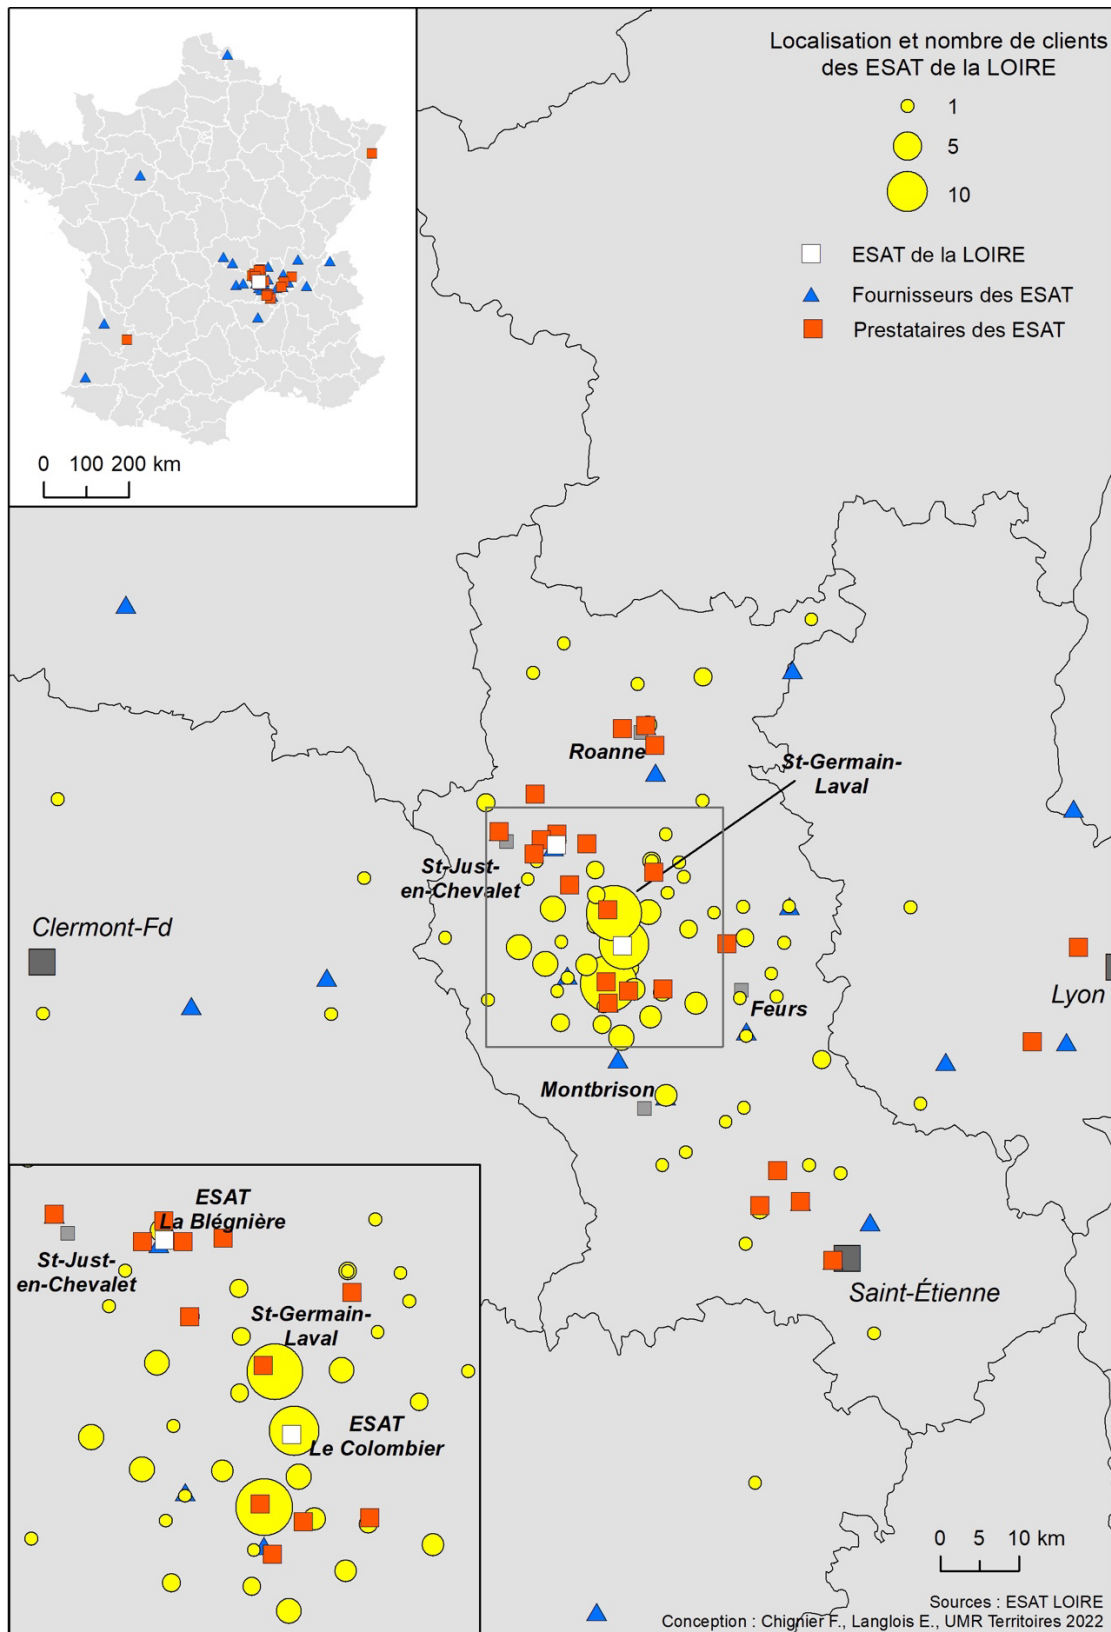 Localisation et nombre de clients
des ESAT de la LOIRE
1
5
10
ESAT de la LOIRE
Fournisseurs des ESAT
Prestataires des ESAT
0 100 200 km
Roanne
St-Germain-
Laval
St-Just-
en-Chevalet
Clermont-Fd
Lyon
Feurs
Montbrison
Saint-Étienne
ESAT
La Blégnière
St-Just-
en-Chevalet
St-Germain-
Laval
ESAT
Le Colombier
0 5 10 km
Sources : ESAT LOIRE
Conception : Chignier F., Langlois E., UMR Territoires 2022